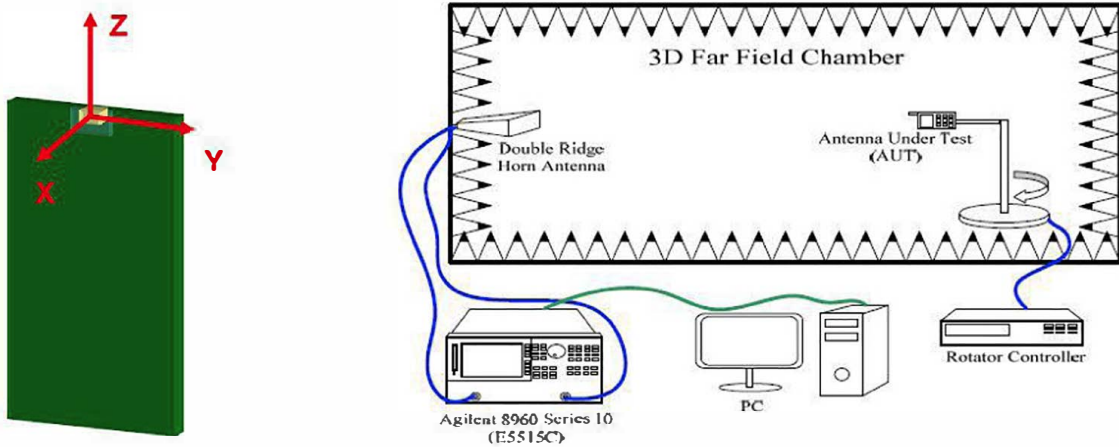 Z
Y
X
3D Far Field Chamber
Double Ridge
Horn Antenna
Antenna Under Test
(AUT)
Rotator Controller
PC
Agilent 8960 Series 10
(E5515C)